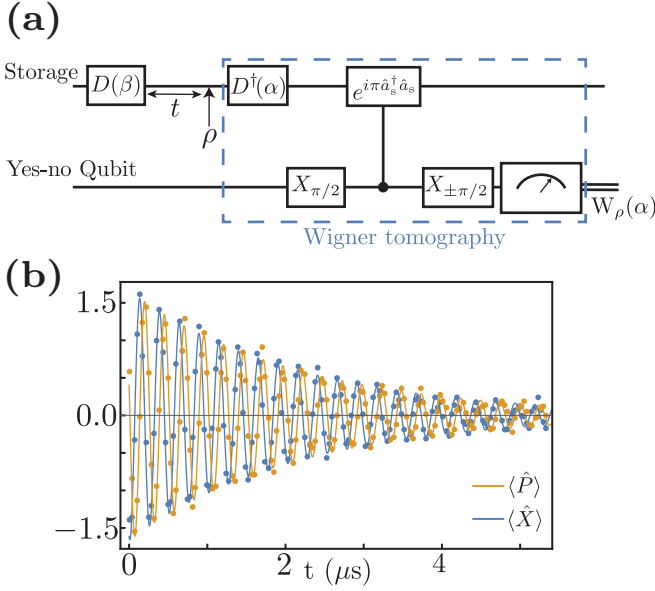 (a)
Storage
D(β)
t
ρ
D†(α)
e^{iπâ_s†â_s}
Yes-no Qubit
X_{π/2}
X_{±π/2}
W_ρ(α)
Wigner tomography
(b)
1.5
0.0
−1.5
⟨P̂⟩
⟨X̂⟩
0
2
4
t (μs)